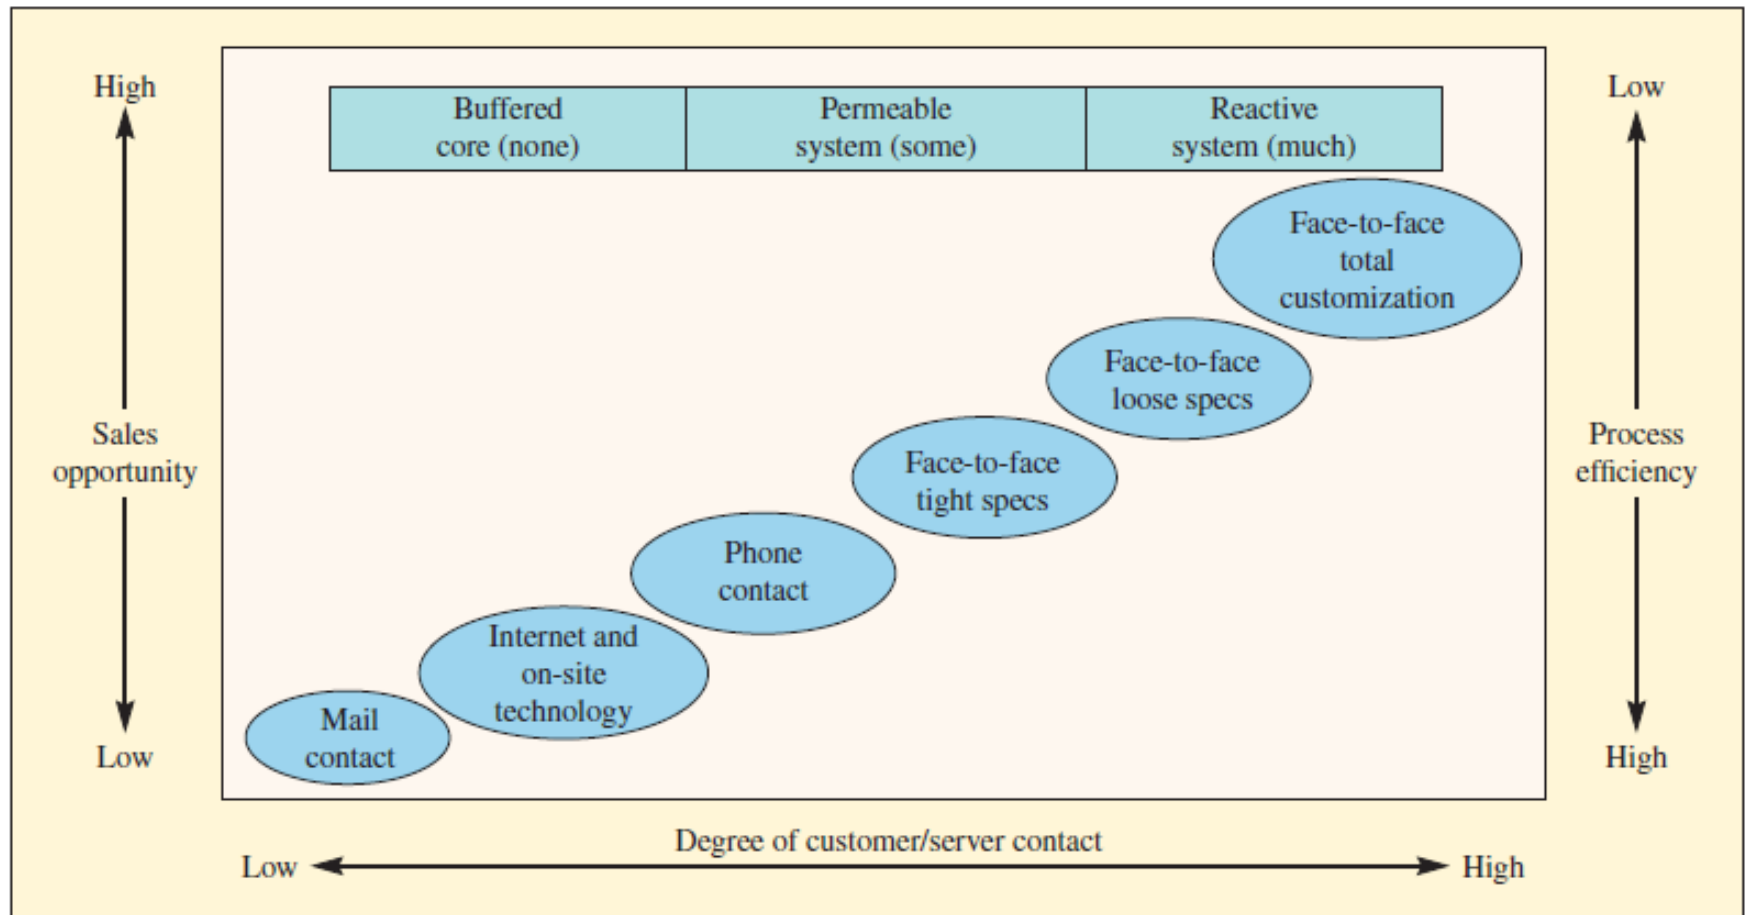 High
Low
Buffered
core (none)
Permeable
system (some)
Reactive
system (much)
Face-to-face
total
customization
Face-to-face
loose specs
Sales
opportunity
Process
efficiency
Face-to-face
tight specs
Phone
contact
Internet and
on-site
technology
Mail
contact
Low
High
Degree of customer/server contact
Low
High